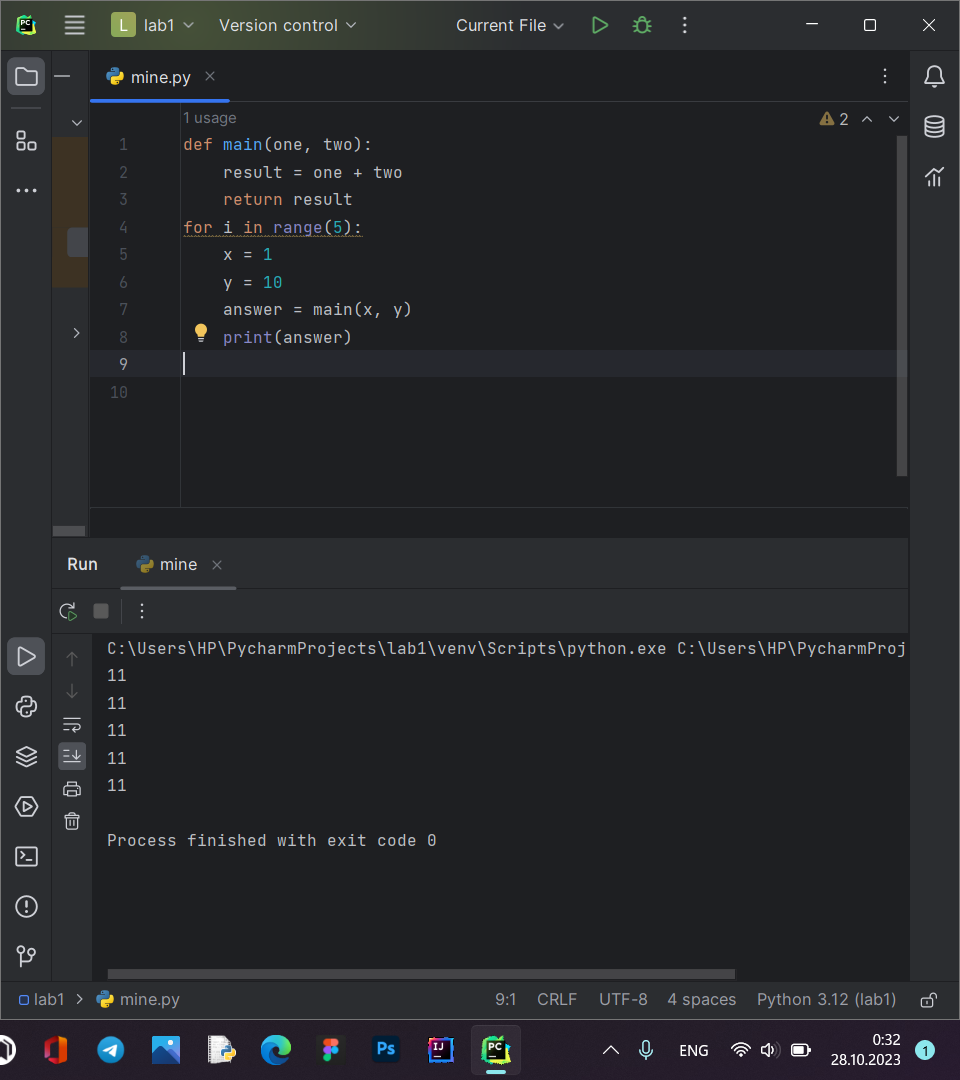 L lab1 Version control Current File
mine.py
1 usage
2
1 def main(one, two):
2 result = one + two
3 return result
4 for i in range(5):
5 x = 1
6 y = 10
7 answer = main(x, y)
8 print(answer)
9
10
Run mine
C:\Users\HP\PycharmProjects\lab1\venv\Scripts\python.exe C:\Users\HP\PycharmProj
11
11
11
11
11
Process finished with exit code 0
lab1 mine.py 9:1 CRLF UTF-8 4 spaces Python 3.12 (lab1)
Ps IJ PC ENG 0:32
28.10.2023 1